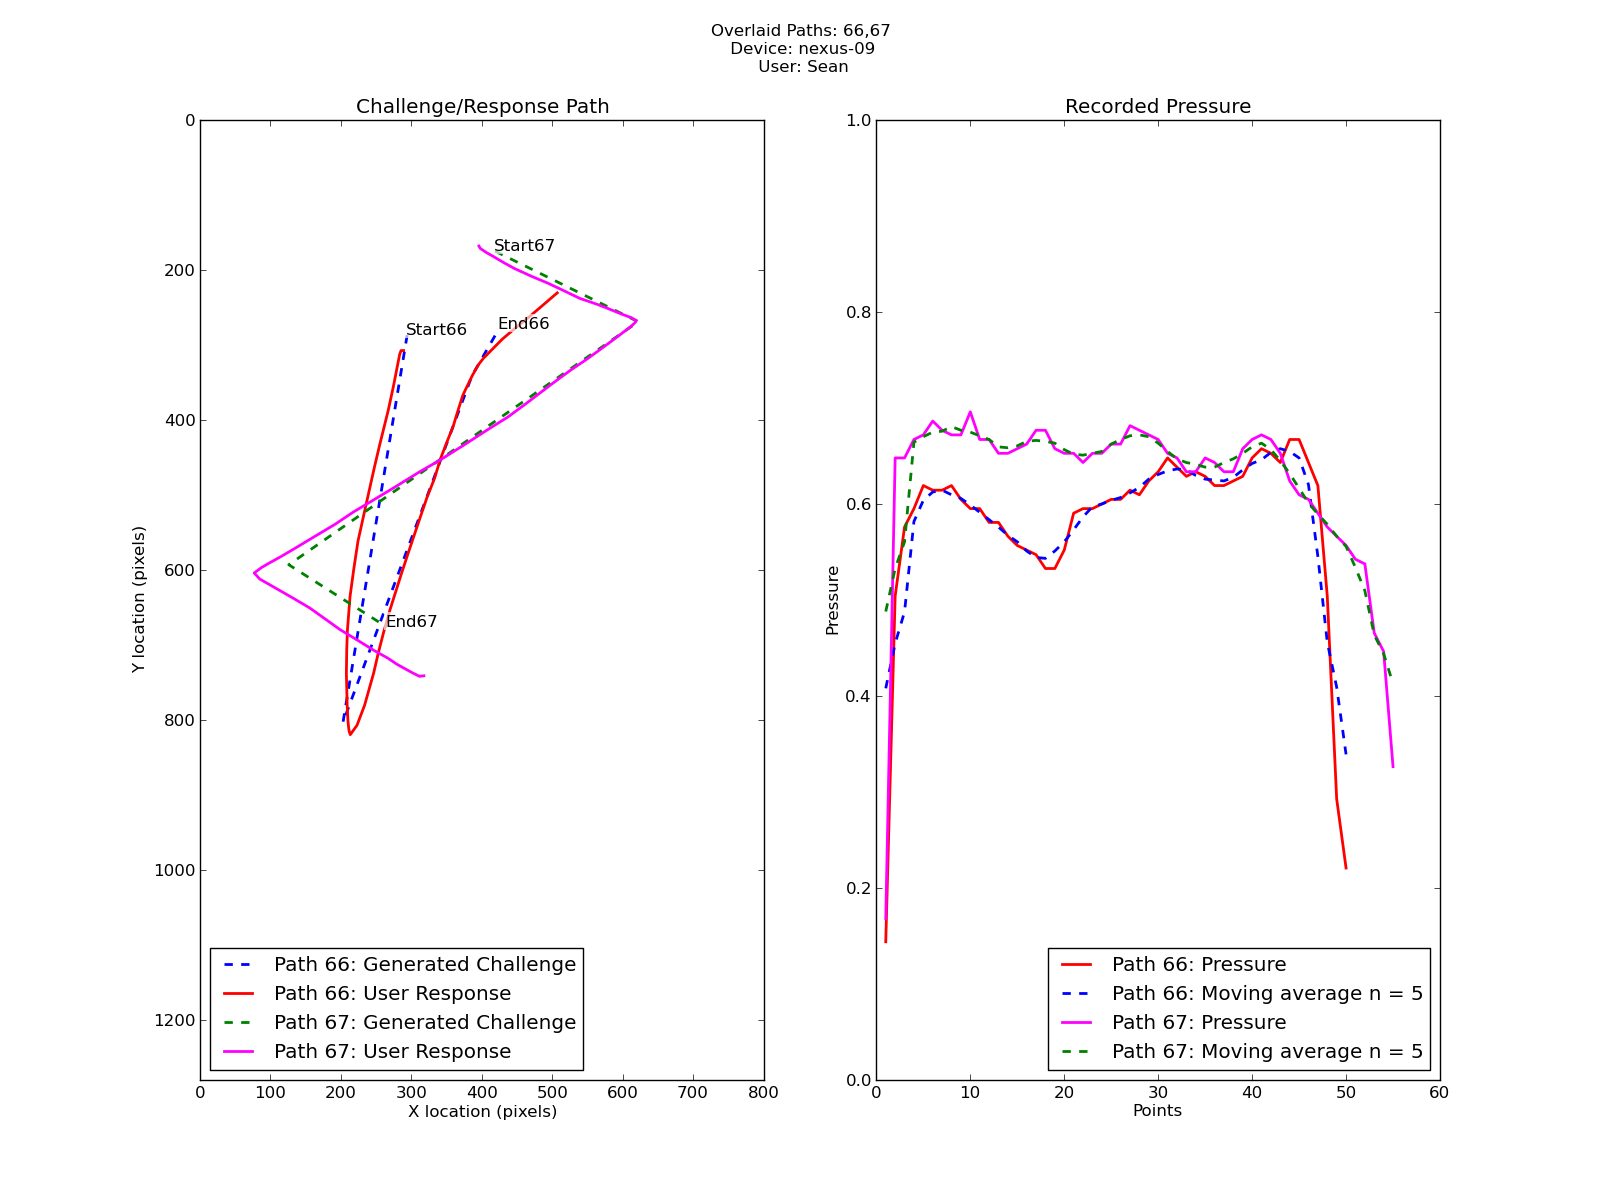 Overlaid Paths: 66,67
Device: nexus-09
User: Sean
Challenge/Response Path
0
200
400
600
800
1000
1200
Y location (pixels)
Start67
Start66
End66
End67
Path 66: Generated Challenge
Path 66: User Response
Path 67: Generated Challenge
Path 67: User Response
0 100 200 300 400 500 600 700 800
X location (pixels)
Recorded Pressure
1.0
0.8
0.6
0.4
0.2
0.0
Pressure
Path 66: Pressure
Path 66: Moving average n = 5
Path 67: Pressure
Path 67: Moving average n = 5
0 10 20 30 40 50 60
Points